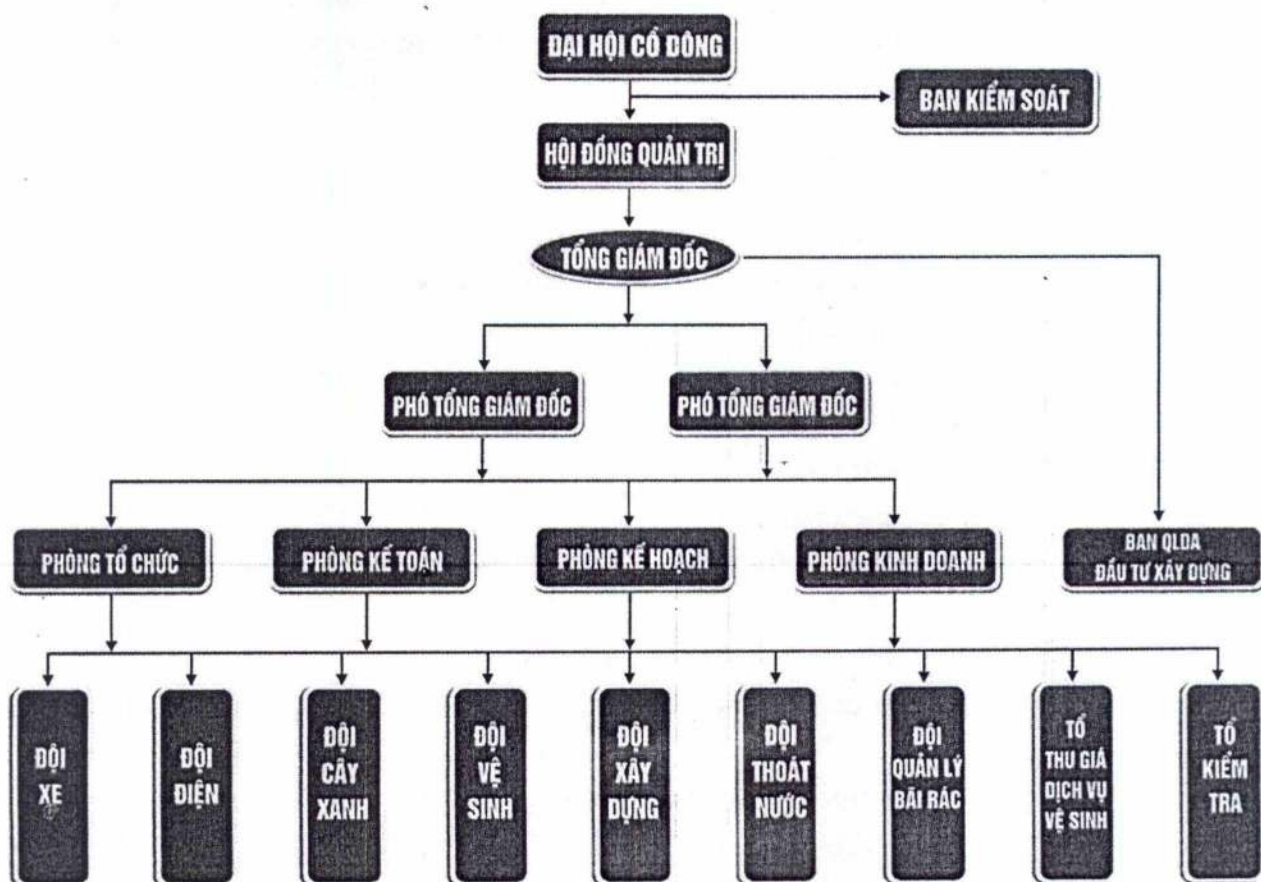 ĐẠI HỘI CỔ ĐÔNG
BAN KIỂM SOÁT
HỘI ĐỒNG QUẢN TRỊ
TỔNG GIÁM ĐỐC
PHÓ TỔNG GIÁM ĐỐC
PHÓ TỔNG GIÁM ĐỐC
PHÒNG TỔ CHỨC
PHÒNG KẾ TOÁN
PHÒNG KẾ HOẠCH
PHÒNG KINH DOANH
BAN QLDA
ĐẦU TƯ XÂY DỰNG
ĐỘI
XE
ĐỘI
ĐIỆN
ĐỘI
CÂY
XANH
ĐỘI
VỆ
SINH
ĐỘI
XÂY
DỰNG
ĐỘI
THOÁT
NƯỚC
ĐỘI
QUẢN LÝ
BÃI RÁC
TỔ
THU GIÁ
DỊCH VỤ
VỆ SINH
TỔ
KIỂM
TRA